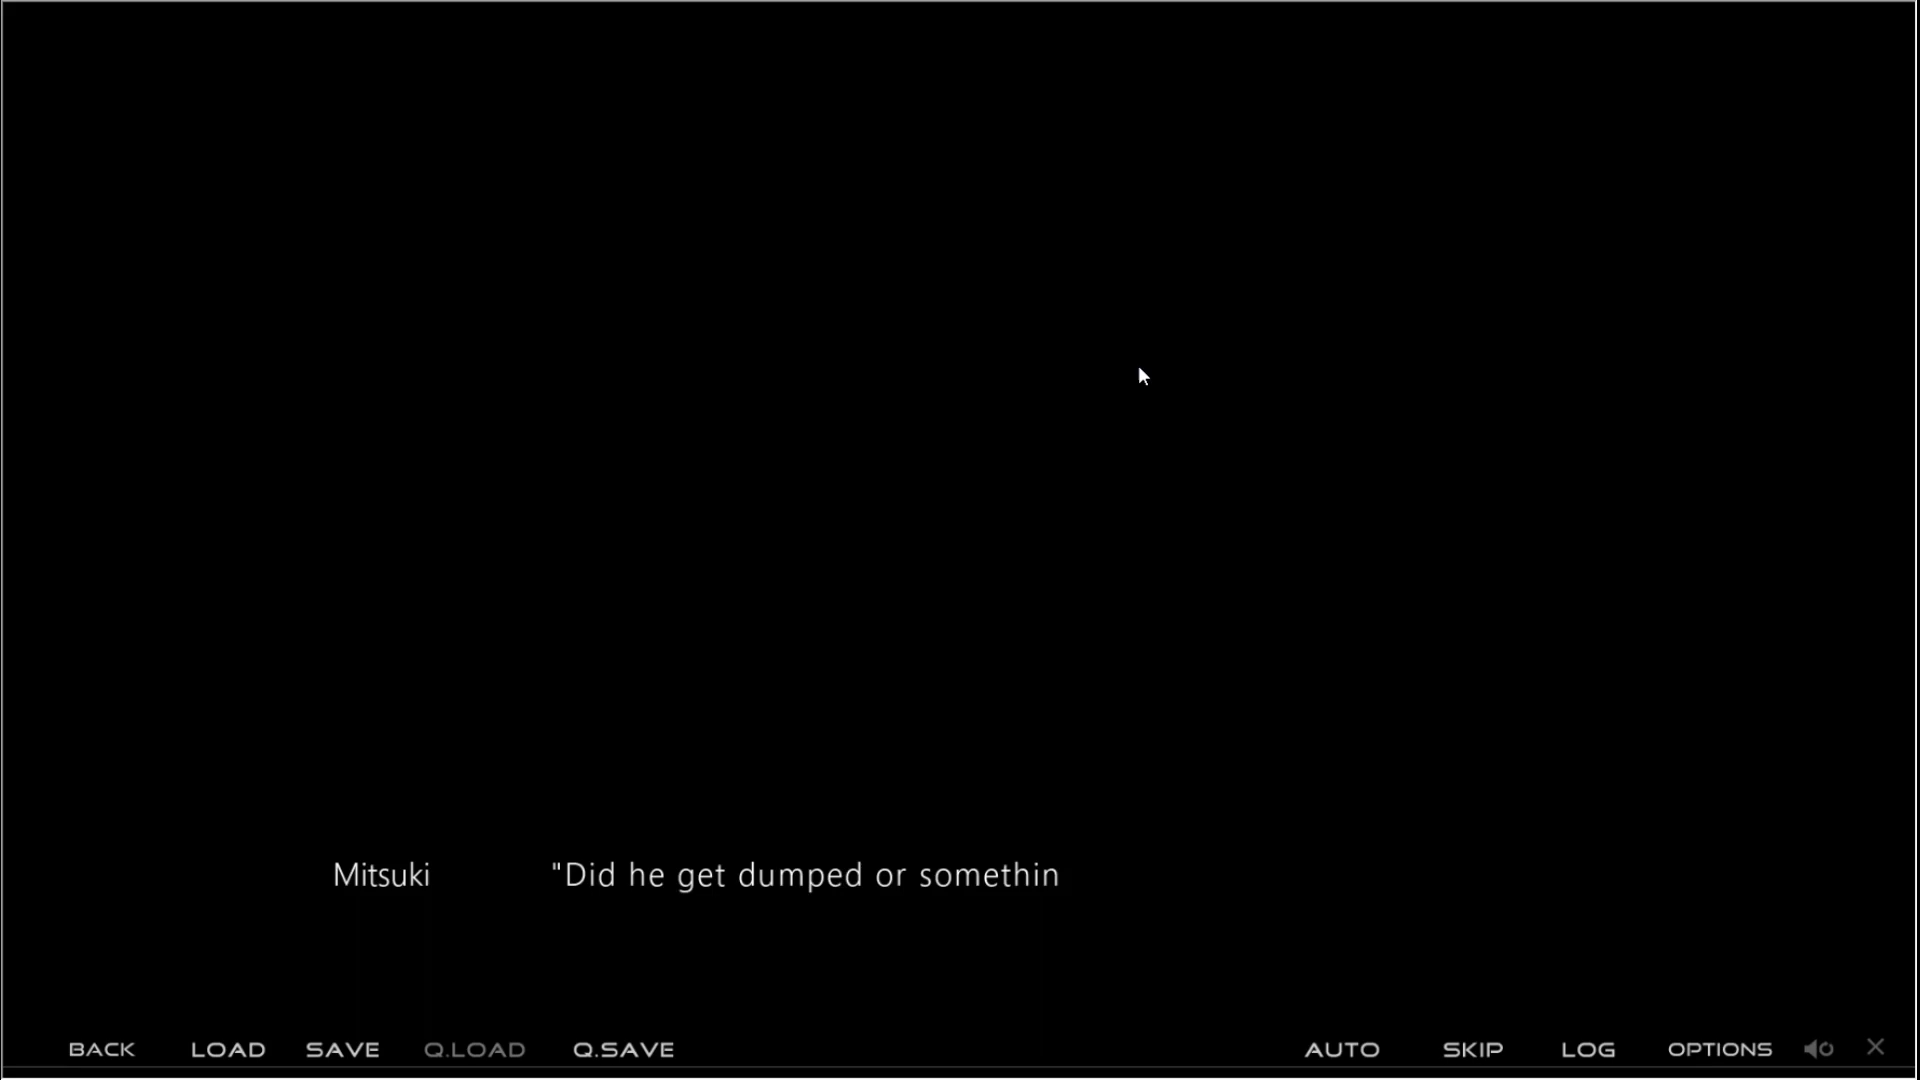 Mitsuki "Did he get dumped or somethin
BACK LOAD SAVE Q.LOAD Q.SAVE AUTO SKIP LOG OPTIONS